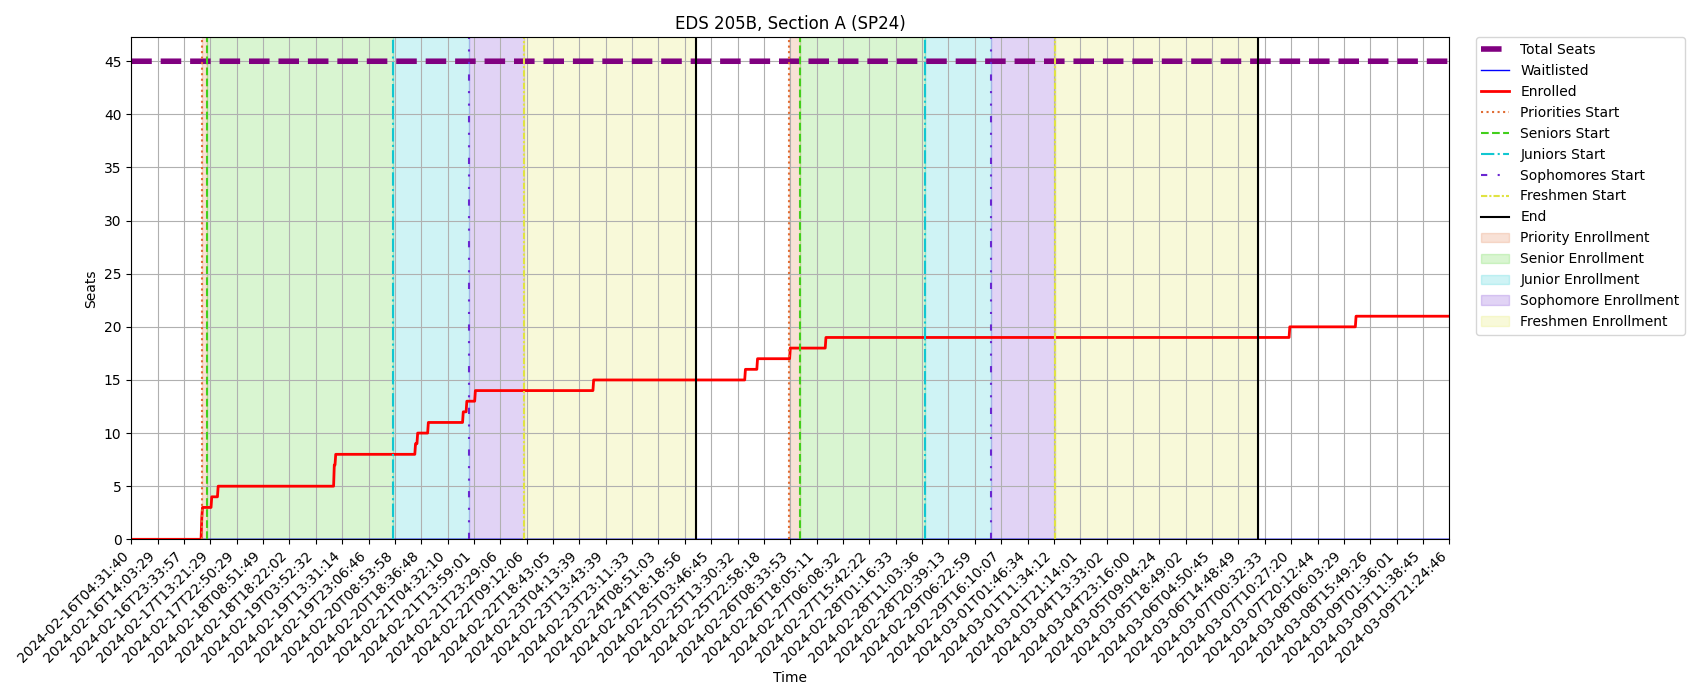 EDS 205B, Section A (SP24)
Seats
45
40
35
30
25
20
15
10
5
0
2024-02-16T04:31:40
2024-02-16T14:03:29
2024-02-16T23:33:57
2024-02-17T13:21:29
2024-02-17T22:50:29
2024-02-18T08:51:49
2024-02-18T18:22:02
2024-02-19T03:52:32
2024-02-19T13:31:14
2024-02-19T23:06:46
2024-02-20T08:53:58
2024-02-20T18:36:48
2024-02-21T04:32:10
2024-02-21T13:59:01
2024-02-21T23:29:06
2024-02-22T09:12:06
2024-02-22T18:43:05
2024-02-23T04:13:39
2024-02-23T13:43:39
2024-02-23T23:11:33
2024-02-24T08:51:03
2024-02-24T18:18:56
2024-02-25T03:46:45
2024-02-25T13:30:32
2024-02-25T22:58:18
2024-02-26T08:33:53
2024-02-26T18:05:11
2024-02-27T06:08:32
2024-02-27T15:42:22
2024-02-28T01:16:33
2024-02-28T11:03:36
2024-02-28T20:39:13
2024-02-29T06:22:59
2024-02-29T16:10:07
2024-03-01T01:46:34
2024-03-01T11:34:12
2024-03-01T21:14:01
2024-03-04T13:33:02
2024-03-04T23:16:00
2024-03-05T09:04:24
2024-03-05T18:49:02
2024-03-06T04:50:45
2024-03-06T14:48:49
2024-03-07T00:32:33
2024-03-07T10:27:20
2024-03-07T20:12:44
2024-03-08T06:03:29
2024-03-08T15:49:26
2024-03-09T01:36:01
2024-03-09T11:38:45
2024-03-09T21:24:46
Time
Total Seats
Waitlisted
Enrolled
Priorities Start
Seniors Start
Juniors Start
Sophomores Start
Freshmen Start
End
Priority Enrollment
Senior Enrollment
Junior Enrollment
Sophomore Enrollment
Freshmen Enrollment